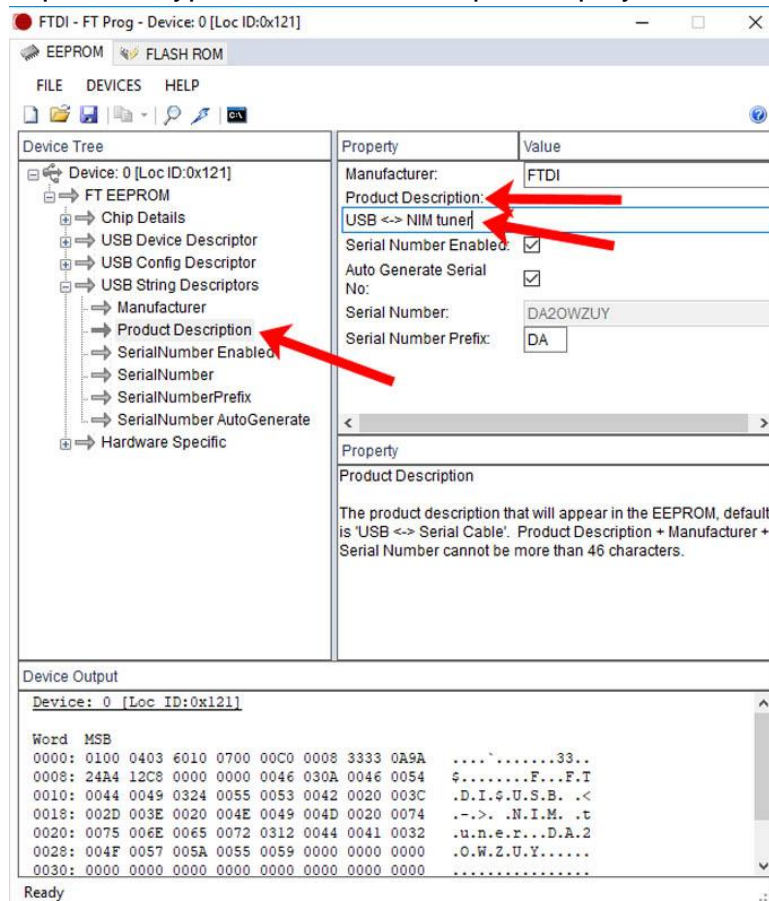 FTDI - FT Prog - Device: 0 [Loc ID:0x121]
EEPROM FLASH ROM
FILE DEVICES HELP
Device Tree
Device: 0 [Loc ID:0x121]
FT EEPROM
Chip Details
USB Device Descriptor
USB Config Descriptor
USB String Descriptors
Manufacturer
Product Description
SerialNumber Enabled
SerialNumber
SerialNumberPrefix
SerialNumber AutoGenerate
Hardware Specific
Property Value
Manufacturer: FTDI
Product Description:
USB <-> NIM tuner
Serial Number Enabled:
Auto Generate Serial
No:
Serial Number: DA2OWZUY
Serial Number Prefix: DA
Property
Product Description
The product description that will appear in the EEPROM, default
is 'USB <-> Serial Cable'. Product Description + Manufacturer +
Serial Number cannot be more than 46 characters.
Device Output
Device: 0 [Loc ID:0x121]
Word MSB
0000: 0100 0403 6010 0700 00C0 0008 3333 0A9A ....`.......33..
0008: 24A4 12C8 0000 0000 0046 030A 0046 0054 $........F...F.T
0010: 0044 0049 0324 0055 0053 0042 0020 003C .D.I.$.U.S.B. .<
0018: 002D 003E 0020 004E 0049 004D 0020 0074 .-.>. .N.I.M. .t
0020: 0075 006E 0065 0072 0312 0044 0041 0032 .u.n.e.r...D.A.2
0028: 004F 0057 005A 0055 0059 0000 0000 0000 .O.W.Z.U.Y......
0030: 0000 0000 0000 0000 0000 0000 0000 0000 ................
Ready